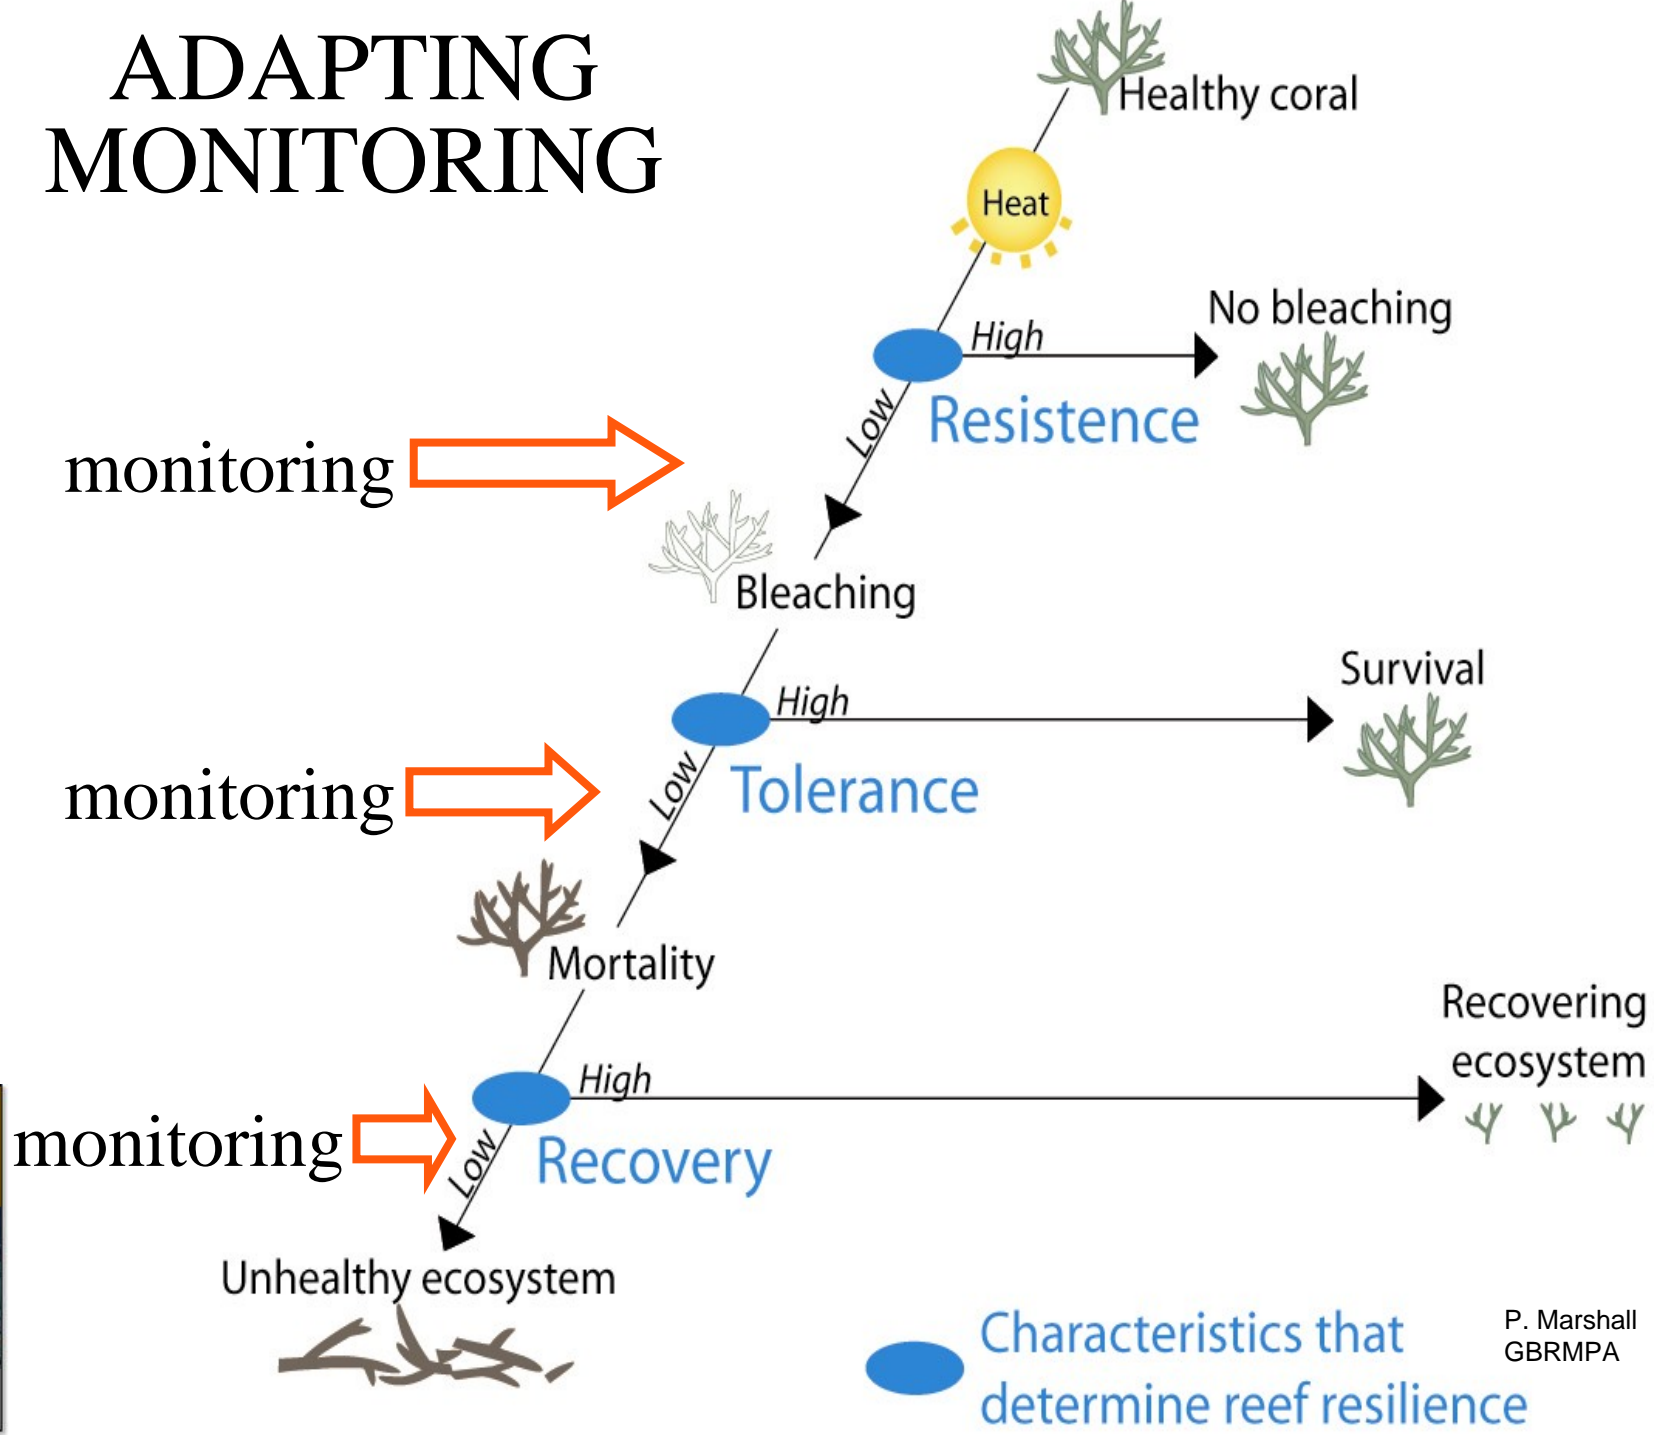 ADAPTING
MONITORING
Healthy coral
Heat
No bleaching
High
Resistence
Low
monitoring
Bleaching
Survival
High
Tolerance
Low
monitoring
Mortality
Recovering
ecosystem
High
Recovery
Low
monitoring
Unhealthy ecosystem
Characteristics that
determine reef resilience
P. Marshall
GBRMPA